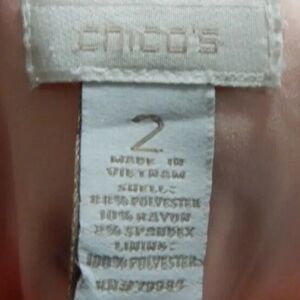 chico's
2
MADE IN
VIETNAM
SHELL:
88% POLYESTER
10% RAYON
2% SPANDEX
LINING:
100% POLYESTER